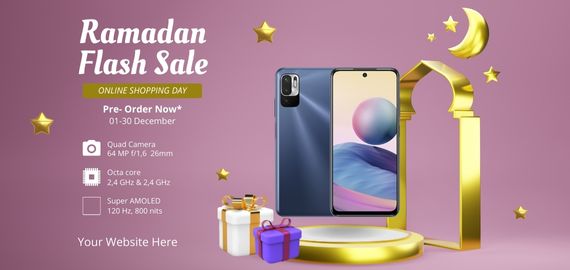 Ramadan
Flash Sale
ONLINE SHOPPING DAY
Pre- Order Now*
01-30 December
Quad Camera
64 MP f/1,6  26mm
Octa core
2,4 GHz & 2,4 GHz
Super AMOLED
120 Hz, 800 nits
Your Website Here